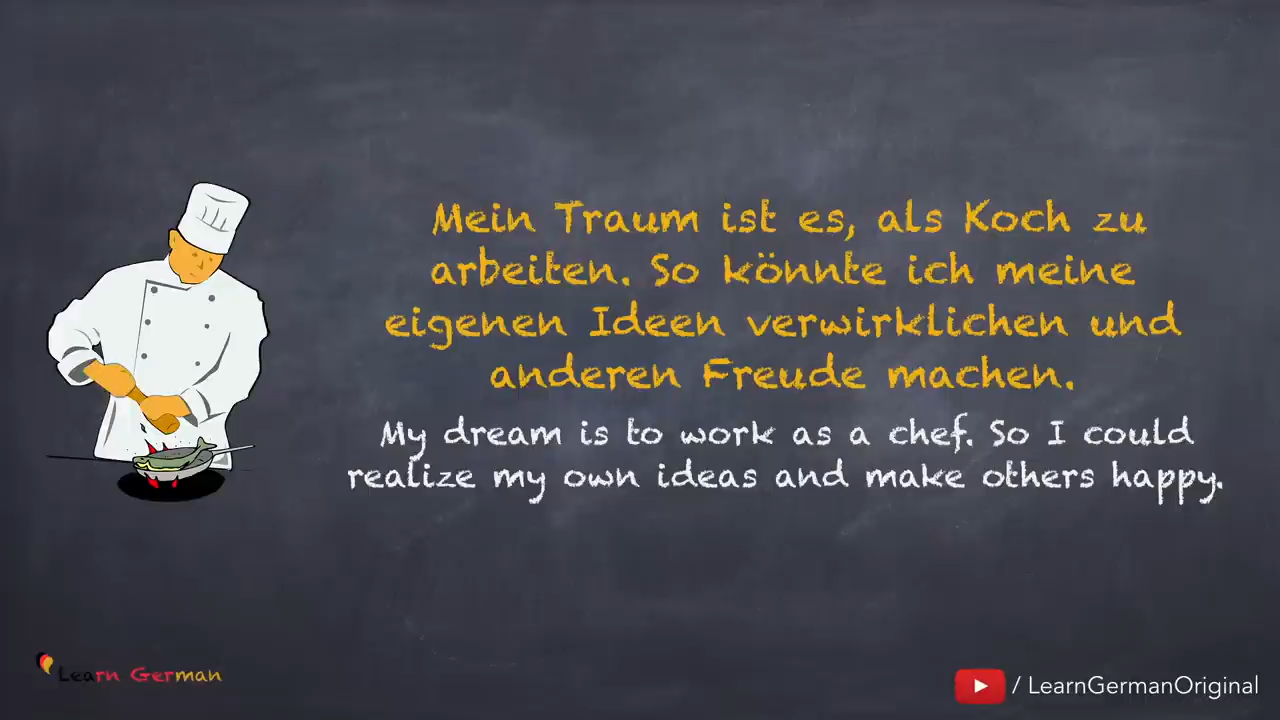 Mein Traum ist es, als Koch zu
arbeiten. So könnte ich meine
eigenen Ideen verwirklichen und
anderen Freude machen.
My dream is to work as a chef. So I could
realize my own ideas and make others happy.
Learn German
/ LearnGermanOriginal